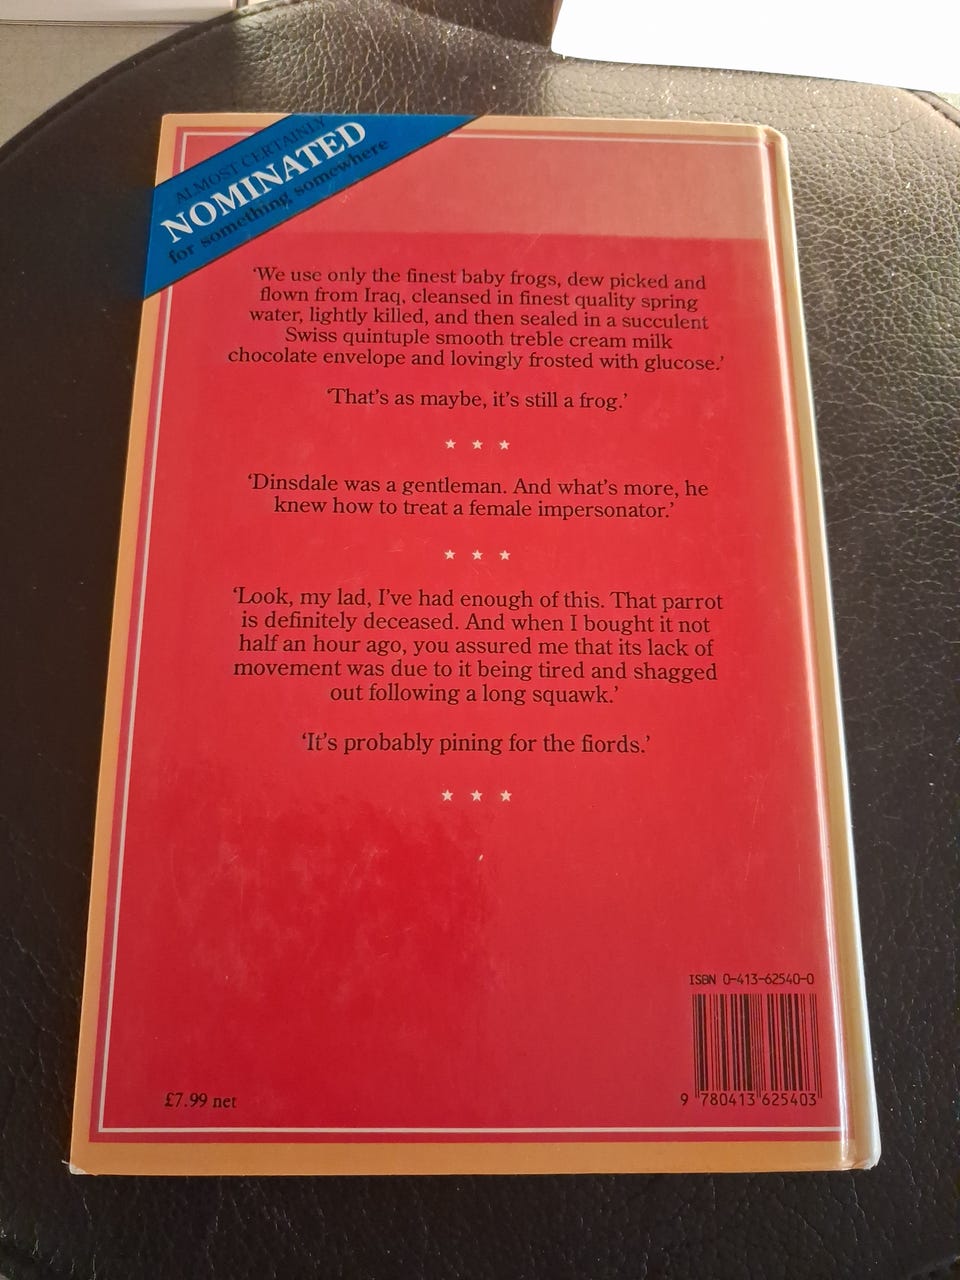 ALMOST CERTAINLY
NOMINATED
for something somewhere
‘We use only the finest baby frogs, dew picked and
flown from Iraq, cleansed in finest quality spring
water, lightly killed, and then sealed in a succulent
Swiss quintuple smooth treble cream milk
chocolate envelope and lovingly frosted with glucose.’
‘That’s as maybe, it’s still a frog.’
‘Dinsdale was a gentleman. And what’s more, he
knew how to treat a female impersonator.’
‘Look, my lad, I’ve had enough of this. That parrot
is definitely deceased. And when I bought it not
half an hour ago, you assured me that its lack of
movement was due to it being tired and shagged
out following a long squawk.’
‘It’s probably pining for the fiords.’
ISBN 0-413-62540-0
£7.99 net
9 780413 625403